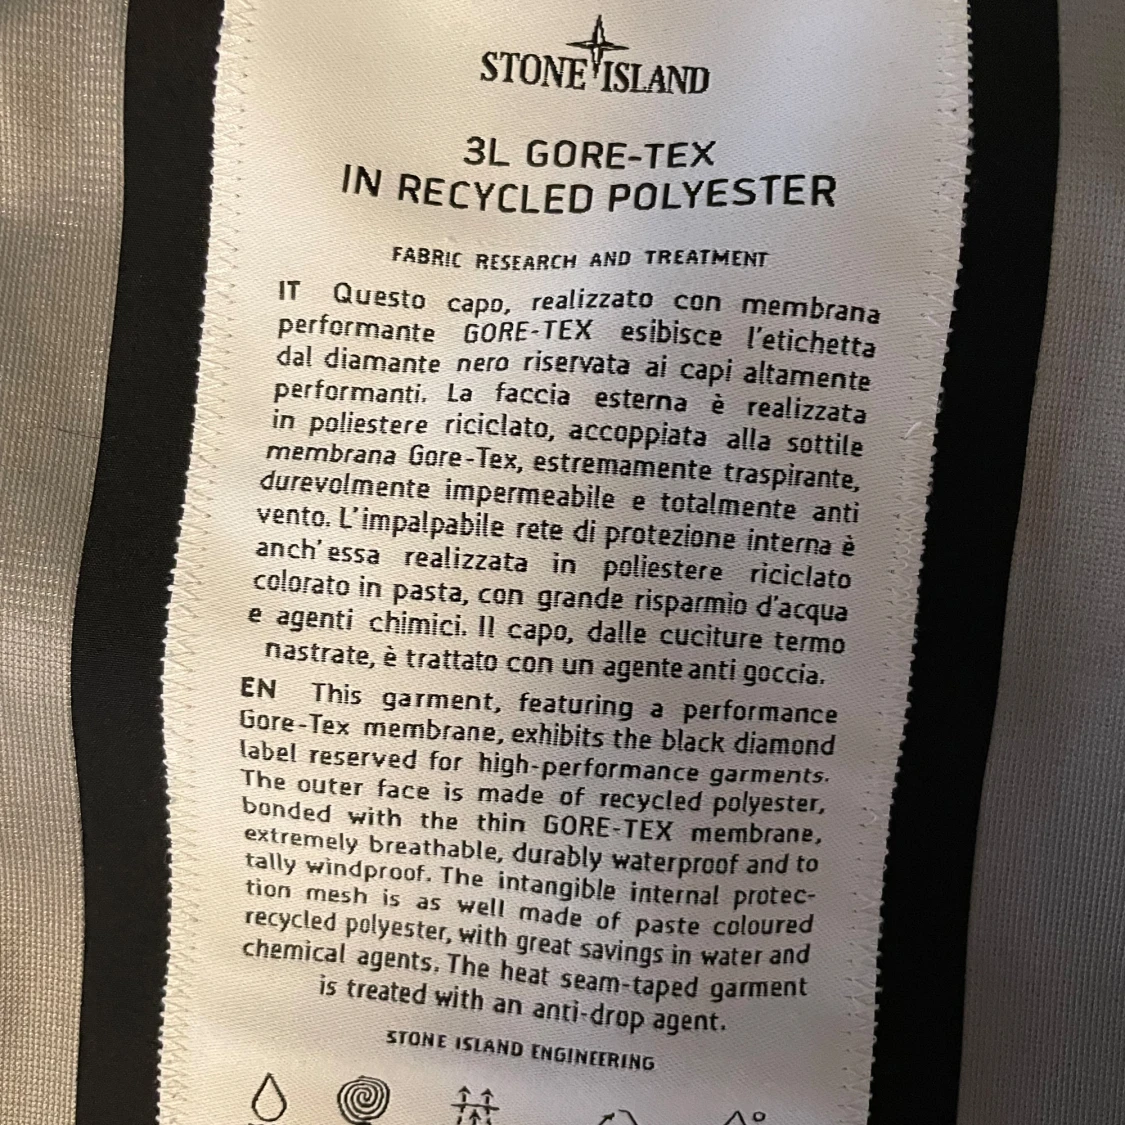 STONE ISLAND
3L GORE-TEX
IN RECYCLED POLYESTER
FABRIC RESEARCH AND TREATMENT
IT Questo capo, realizzato con membrana
performante GORE-TEX esibisce l'etichetta
dal diamante nero riservata ai capi altamente
performanti. La faccia esterna è realizzata
in poliestere riciclato, accoppiata alla sottile
membrana Gore-Tex, estremamente traspirante,
durevolmente impermeabile e totalmente anti
vento. L'impalpabile rete di protezione interna è
anch'essa realizzata in poliestere riciclato
colorato in pasta, con grande risparmio d'acqua
e agenti chimici. Il capo, dalle cuciture termo
nastrate, è trattato con un agente anti goccia.
EN This garment, featuring a performance
Gore-Tex membrane, exhibits the black diamond
label reserved for high-performance garments.
The outer face is made of recycled polyester,
bonded with the thin GORE-TEX membrane,
extremely breathable, durably waterproof and to
tally windproof. The intangible internal protec-
tion mesh is as well made of paste coloured
recycled polyester, with great savings in water and
chemical agents. The heat seam-taped garment
is treated with an anti-drop agent.
STONE ISLAND ENGINEERING